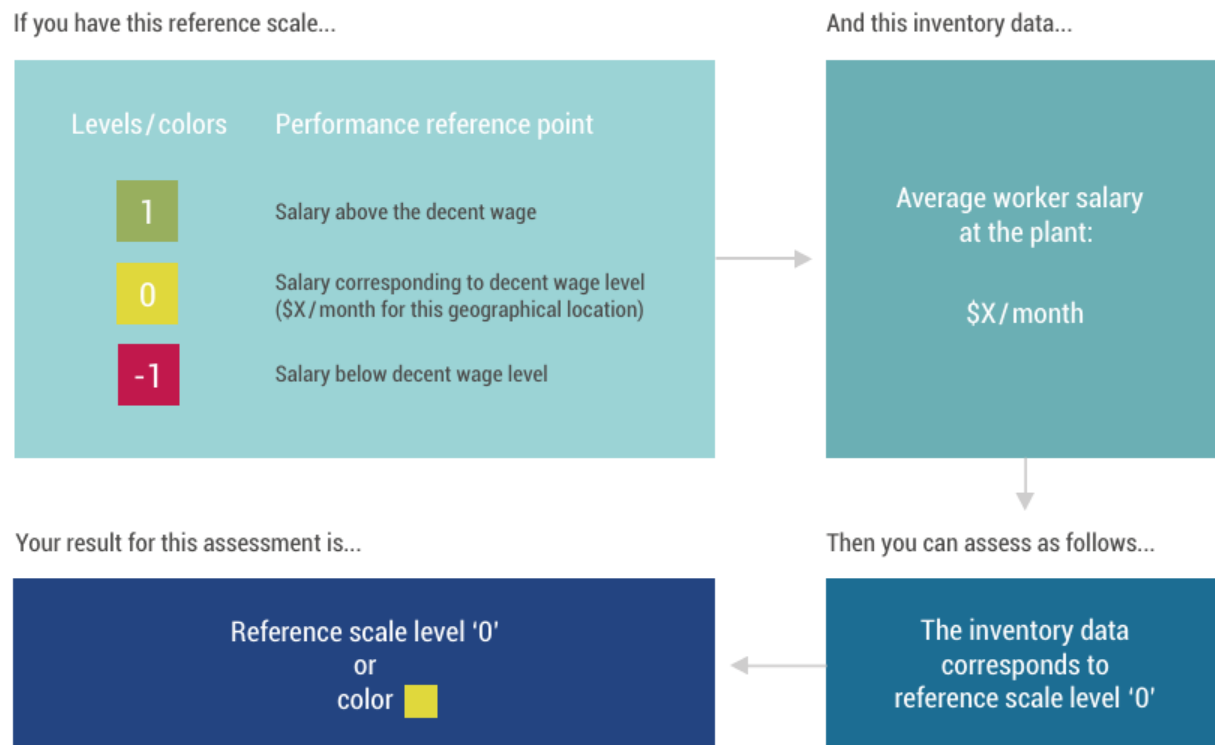 If you have this reference scale...
And this inventory data...
Levels/colors
Performance reference point
1
Salary above the decent wage
0
Salary corresponding to decent wage level
($X/month for this geographical location)
-1
Salary below decent wage level
Average worker salary
at the plant:
$X/month
Your result for this assessment is...
Then you can assess as follows...
Reference scale level ‘0’
or
color
The inventory data
corresponds to
reference scale level ‘0’